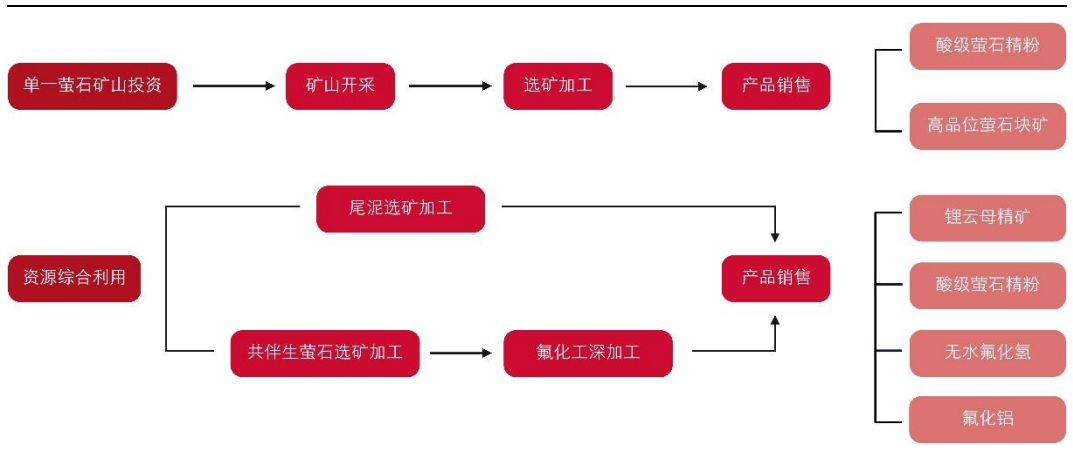 单一萤石矿山投资
矿山开采
选矿加工
产品销售
酸级萤石精粉
高品位萤石块矿
资源综合利用
尾泥选矿加工
共伴生萤石选矿加工
氟化工深加工
产品销售
锂云母精矿
酸级萤石精粉
无水氟化氢
氟化铝